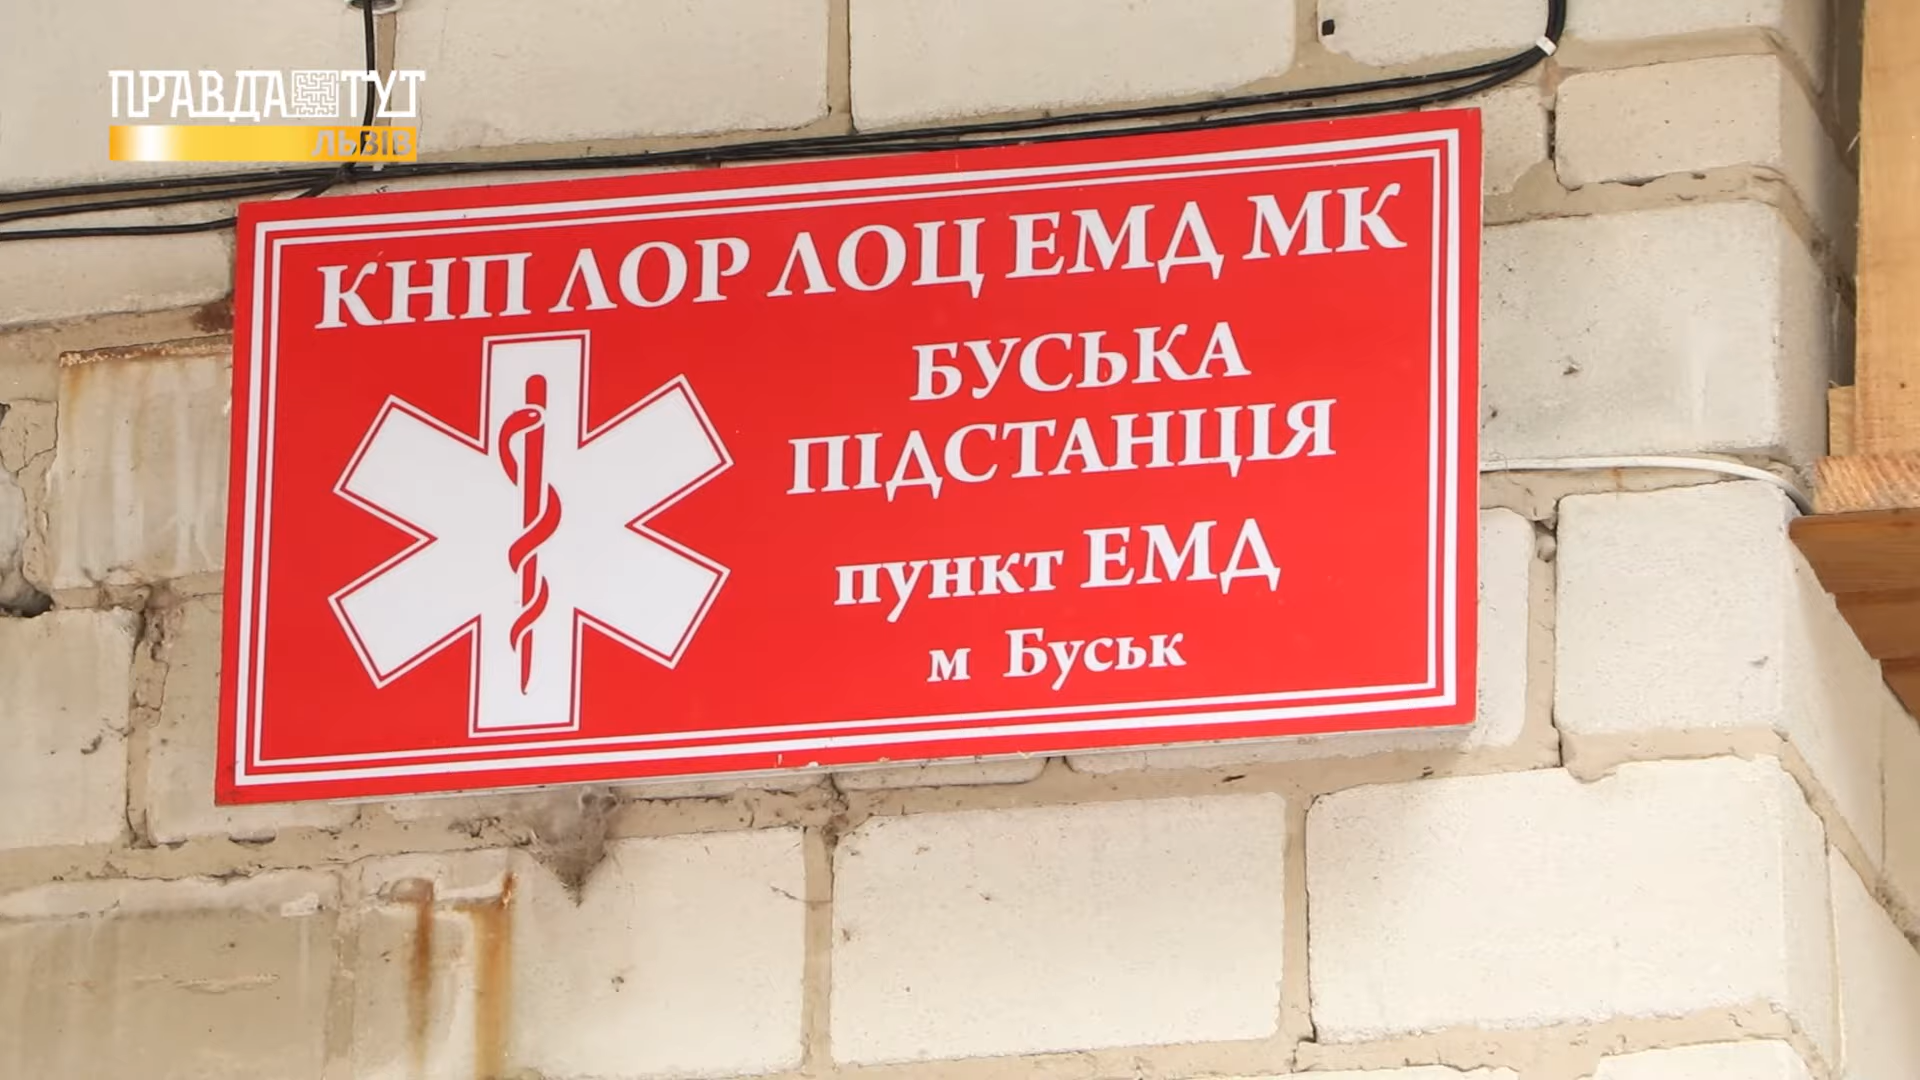 ПРАВДА ТУТ
ЛЬВІВ
КНП ЛОР ЛОЦ ЕМД МК
БУСЬКА
ПІДСТАНЦІЯ
пункт ЕМД
м Буськ